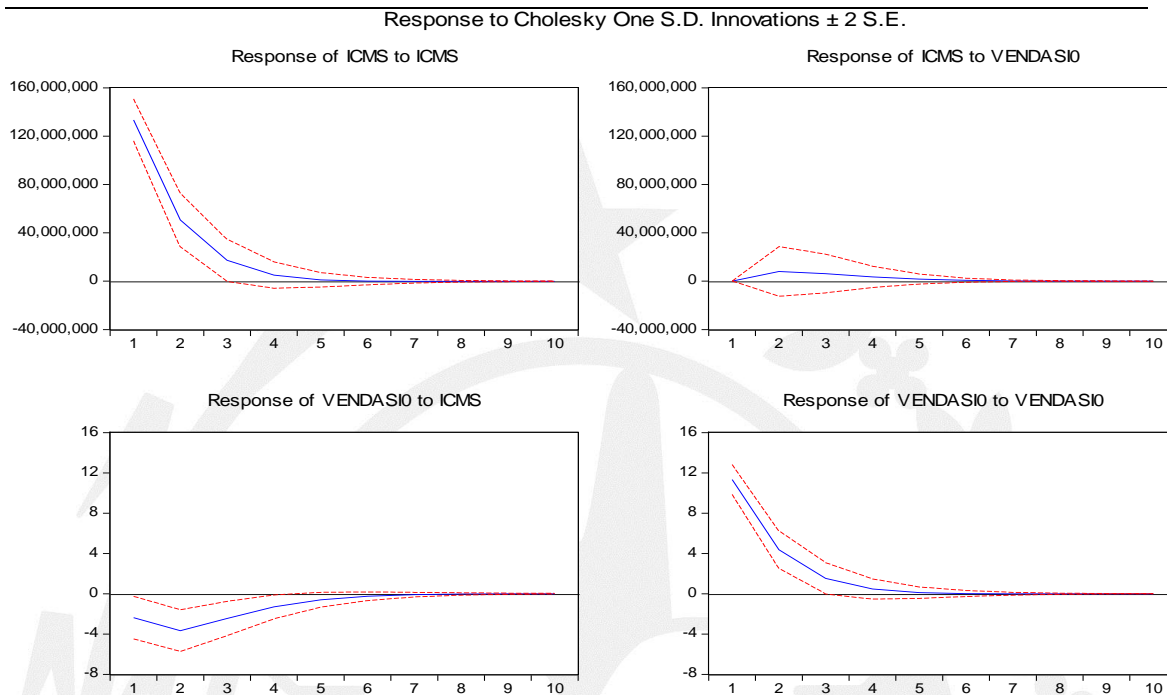 Response to Cholesky One S.D. Innovations ± 2 S.E.
Response of ICMS to ICMS
160,000,000
120,000,000
80,000,000
40,000,000
0
-40,000,000
1 2 3 4 5 6 7 8 9 10
Response of ICMS to VENDASI0
160,000,000
120,000,000
80,000,000
40,000,000
0
-40,000,000
1 2 3 4 5 6 7 8 9 10
Response of VENDASI0 to ICMS
16
12
8
4
0
-4
-8
1 2 3 4 5 6 7 8 9 10
Response of VENDASI0 to VENDASI0
16
12
8
4
0
-4
-8
1 2 3 4 5 6 7 8 9 10